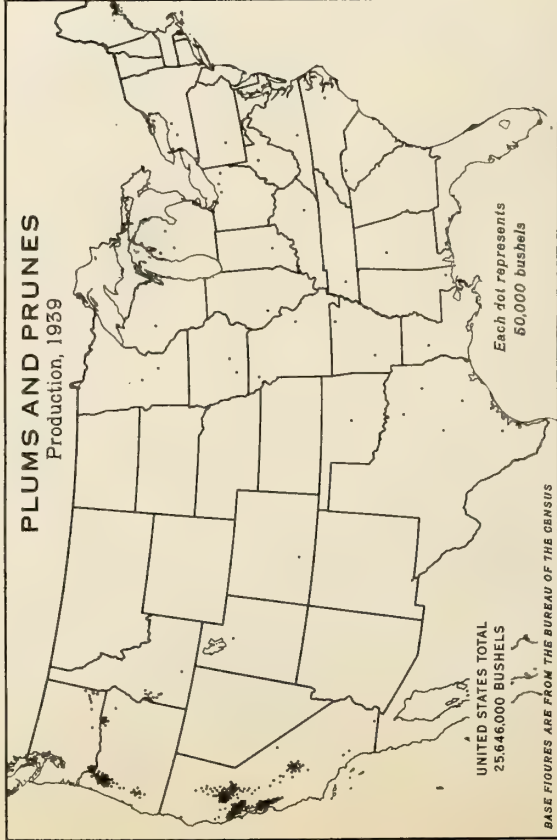 PLUMS AND PRUNES
Production, 1939
Each dot represents
50,000 bushels
UNITED STATES TOTAL
25,646,000 BUSHELS
BASE FIGURES ARE FROM THE BUREAU OF THE CENSUS